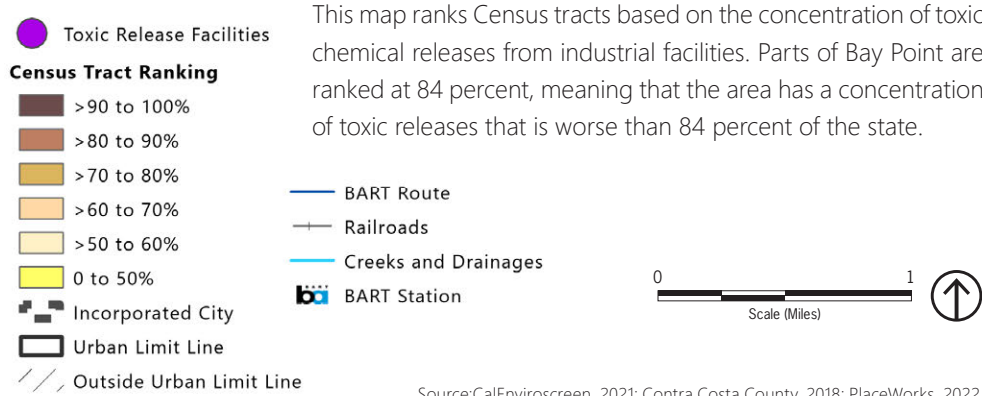 This map ranks Census tracts based on the concentration of toxic
chemical releases from industrial facilities. Parts of Bay Point are
ranked at 84 percent, meaning that the area has a concentration
of toxic releases that is worse than 84 percent of the state.
Toxic Release Facilities
Census Tract Ranking
>90 to 100%
>80 to 90%
>70 to 80%
>60 to 70%
>50 to 60%
0 to 50%
Incorporated City
Urban Limit Line
Outside Urban Limit Line
BART Route
Railroads
Creeks and Drainages
BART
ba
BART Station
0 1
Scale (Miles)
Source:CalEnviroscreen, 2021; Contra Costa County, 2018; PlaceWorks, 2022